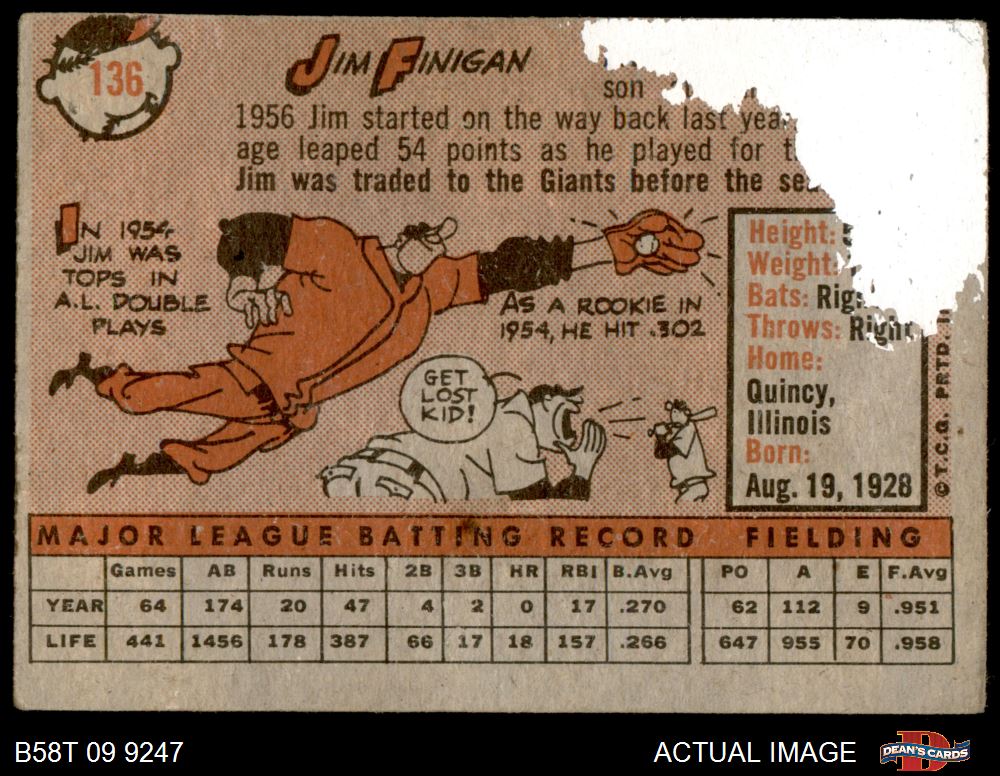 136
JIM FINIGAN
son
1956 Jim started on the way back last
age leaped 54 points as he played for
Jim was traded to the Giants before the
IN 1954
JIM WAS
TOPS IN
A.L. DOUBLE
PLAYS
AS A ROOKIE IN
1954, HE HIT .302
GET
LOST
KID!
Height:
Weight:
Bats:
Throws: Right
Home:
Quincy,
Illinois
Born:
Aug. 19, 1928
© T.C.G. PRTD.
MAJOR LEAGUE BATTING RECORD FIELDING
Games AB Runs Hits 2B 3B HR RBI B.Avg PO A E F.Avg
YEAR 64 174 20 47 4 2 0 17 .270 62 112 9 .951
LIFE 441 1456 178 387 66 17 18 157 .266 647 955 70 .958
B58T 09 9247
ACTUAL IMAGE
DEAN'S CARDS